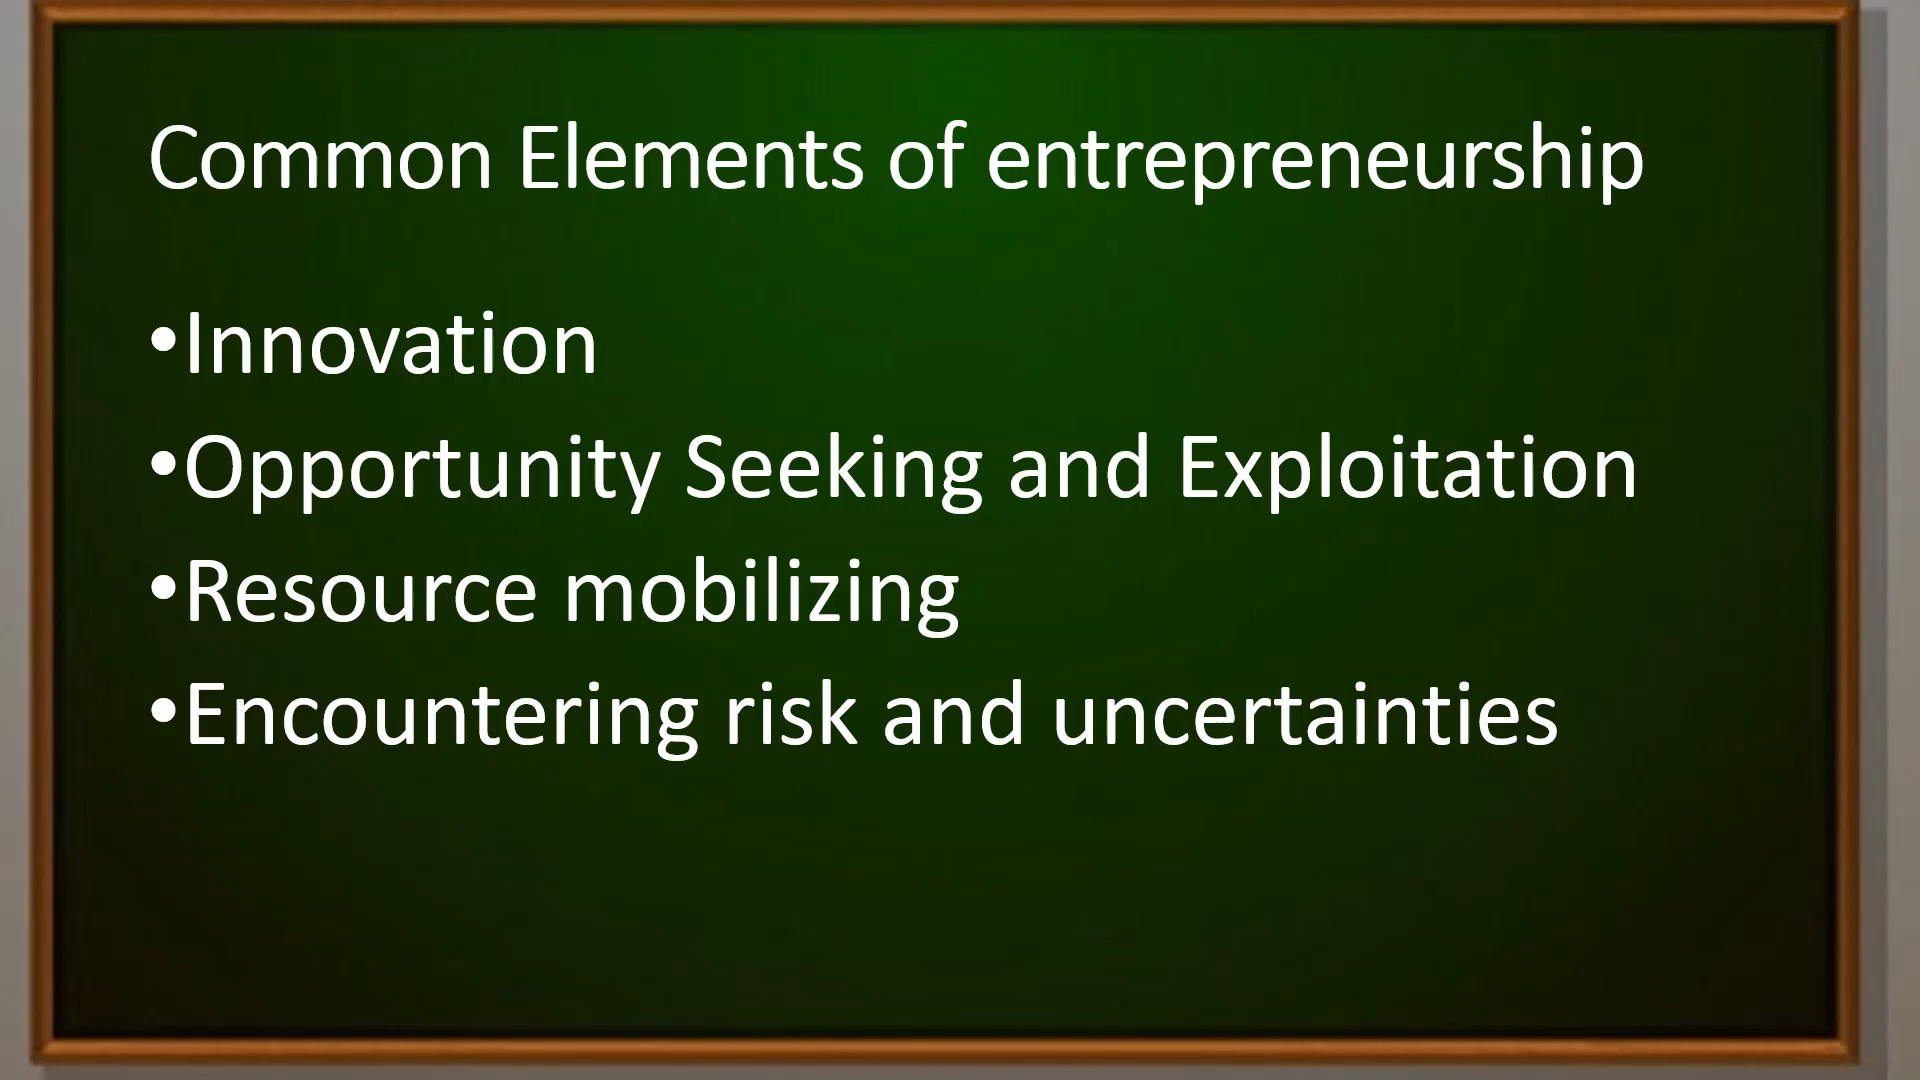 Common Elements of entrepreneurship
•Innovation
•Opportunity Seeking and Exploitation
•Resource mobilizing
•Encountering risk and uncertainties